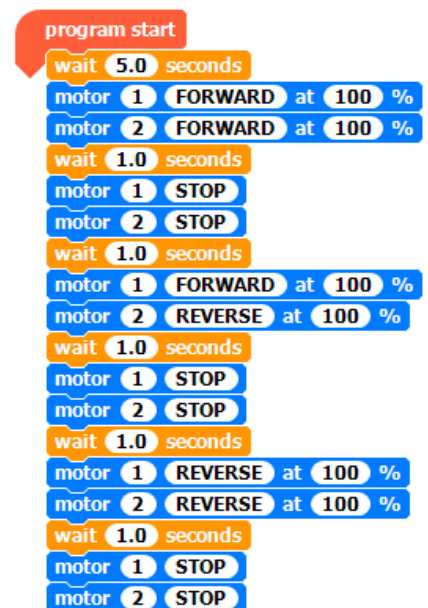 program start
wait 5.0 seconds
motor 1 FORWARD at 100 %
motor 2 FORWARD at 100 %
wait 1.0 seconds
motor 1 STOP
motor 2 STOP
wait 1.0 seconds
motor 1 FORWARD at 100 %
motor 2 REVERSE at 100 %
wait 1.0 seconds
motor 1 STOP
motor 2 STOP
wait 1.0 seconds
motor 1 REVERSE at 100 %
motor 2 REVERSE at 100 %
wait 1.0 seconds
motor 1 STOP
motor 2 STOP